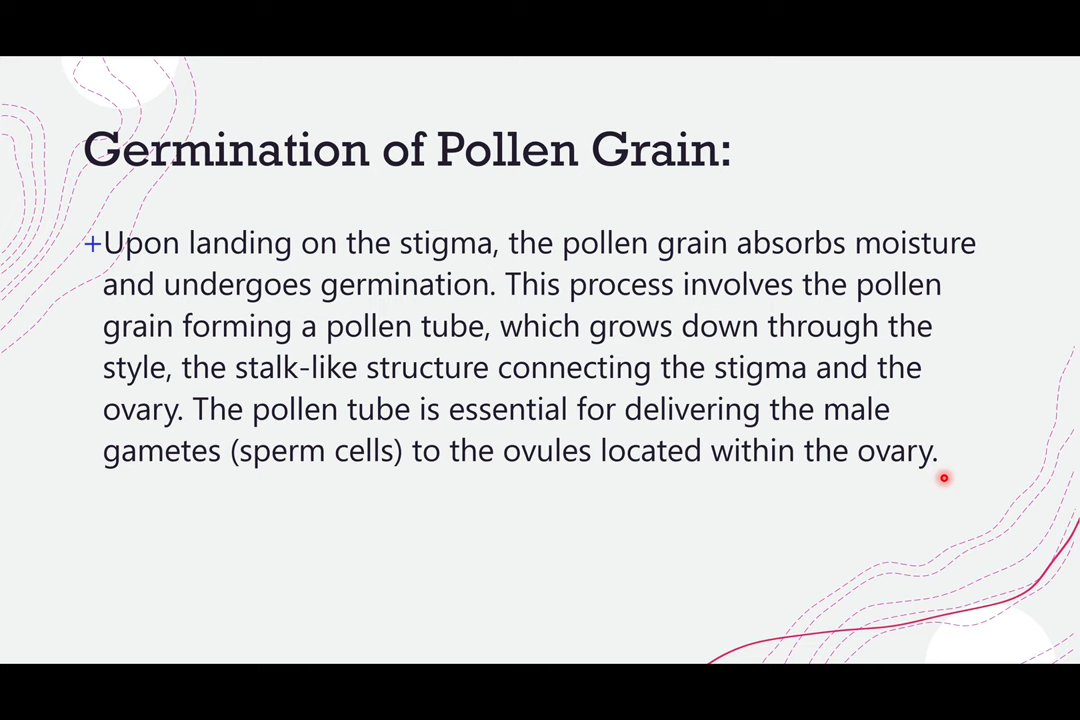 Germination of Pollen Grain:
+Upon landing on the stigma, the pollen grain absorbs moisture
and undergoes germination. This process involves the pollen
grain forming a pollen tube, which grows down through the
style, the stalk-like structure connecting the stigma and the
ovary. The pollen tube is essential for delivering the male
gametes (sperm cells) to the ovules located within the ovary.